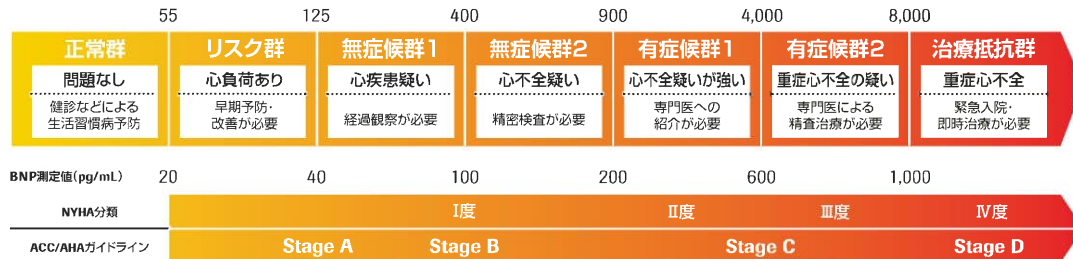 55 125 400 900 4,000 8,000
正常群 リスク群 無症候群1 無症候群2 有症候群1 有症候群2 治療抵抗群
問題なし 心負荷あり 心疾患疑い 心不全疑い 心不全疑いが強い 重症心不全の疑い 重症心不全
健診などによる 早期予防・ 経過観察が必要 精密検査が必要 専門医への 専門医による 緊急入院・
生活習慣病予防 改善が必要 紹介が必要 精査治療が必要 即時治療が必要
BNP測定値(pg/mL) 20 40 100 200 600 1,000
NYHA分類 I度 II度 III度 IV度
ACC/AHAガイドライン Stage A Stage B Stage C Stage D